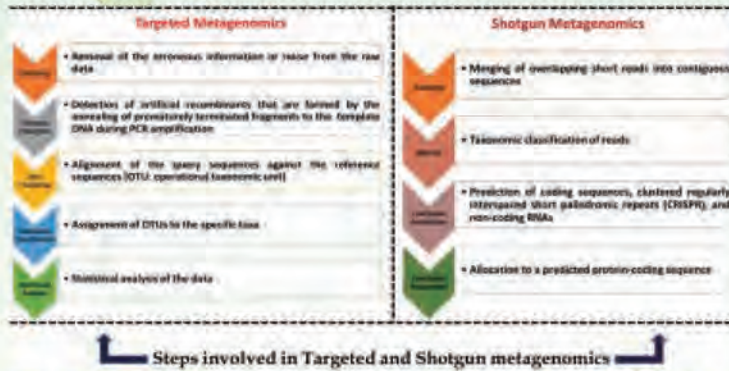 Targeted Metagenomics
• Removal of the erroneous information or noise from the raw
data
• Detection of artificial recombinants that are formed by the
annealing of prematurely terminated fragments to the template
DNA during PCR amplification
• Alignment of the query sequences against the reference
sequences (OTU: operational taxonomic unit)
• Assignment of OTUs to the specific taxa
• Statistical analysis of the data
Shotgun Metagenomics
• Merging of overlapping short reads into contiguous
sequences
Binning
• Taxonomic classification of reads
• Prediction of coding sequences, clustered regularly
interspaced short palindromic repeats (CRISPR), and
non-coding RNAs
• Allocation to a predicted protein-coding sequence
Steps involved in Targeted and Shotgun metagenomics